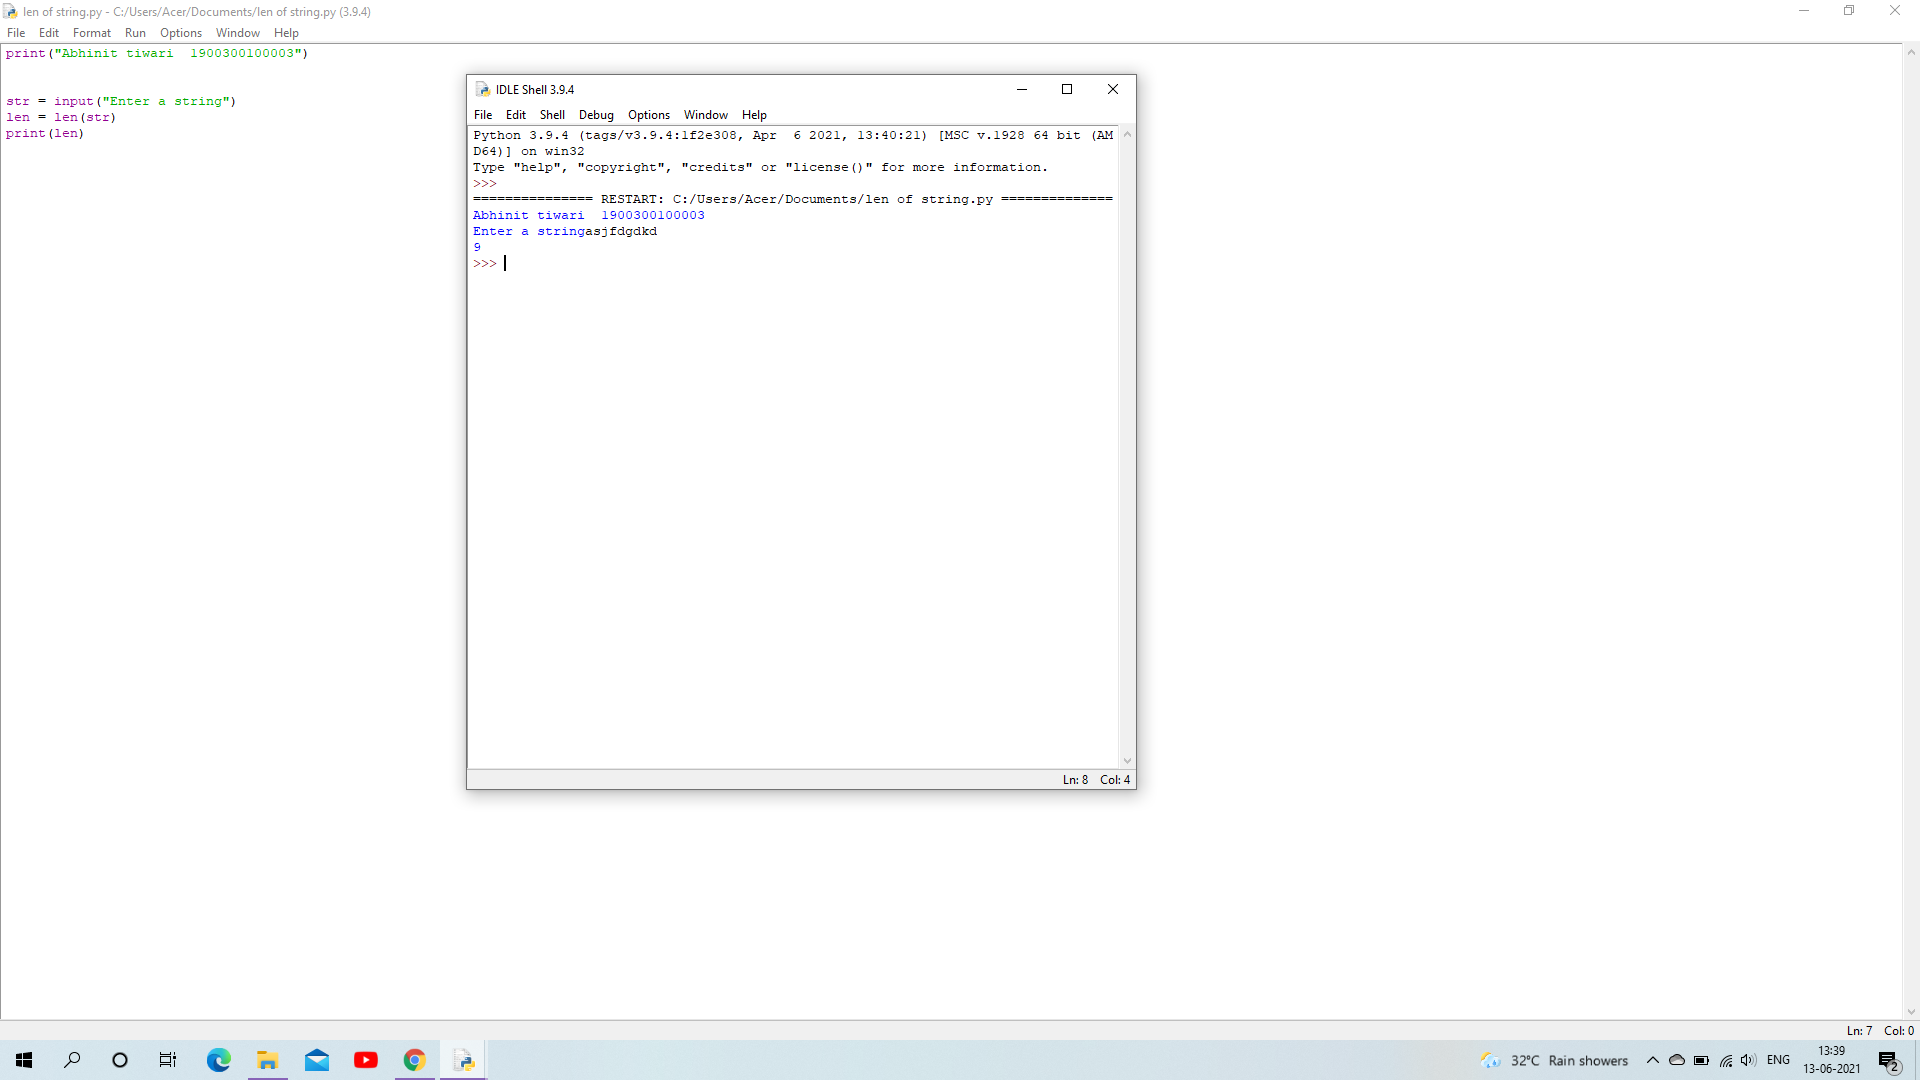 len of string.py - C:/Users/Acer/Documents/len of string.py (3.9.4)
File Edit Format Run Options Window Help
print("Abhinit tiwari  1900300100003")
str = input("Enter a string")
len = len(str)
print(len)
IDLE Shell 3.9.4
File Edit Shell Debug Options Window Help
Python 3.9.4 (tags/v3.9.4:1f2e308, Apr  6 2021, 13:40:21) [MSC v.1928 64 bit (AM
D64)] on win32
Type "help", "copyright", "credits" or "license()" for more information.
>>>
=============== RESTART: C:/Users/Acer/Documents/len of string.py ==============
Abhinit tiwari  1900300100003
Enter a stringasjfdgdkd
9
>>>
Ln: 8 Col: 4
Ln: 7 Col: 0
32°C Rain showers
ENG
13:39
13-06-2021
2